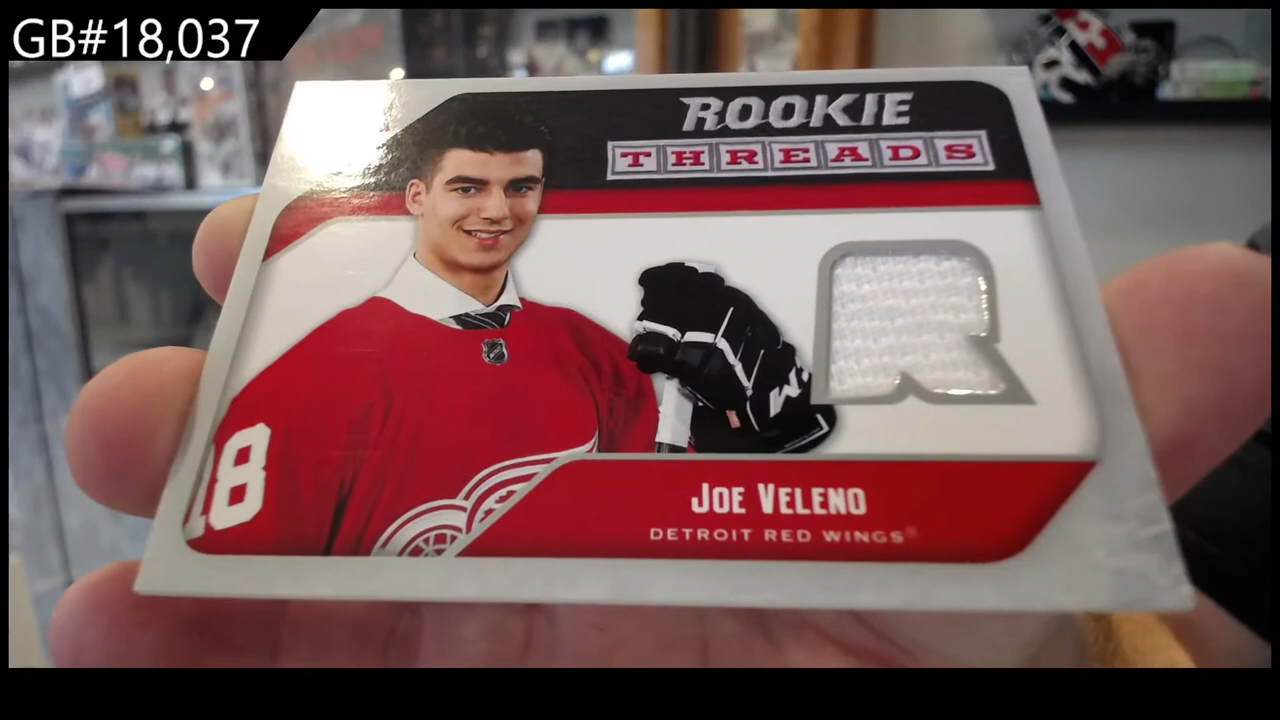 GB#18,037
ROOKIE
THREADS
18
JOE VELENO
DETROIT RED WINGS®